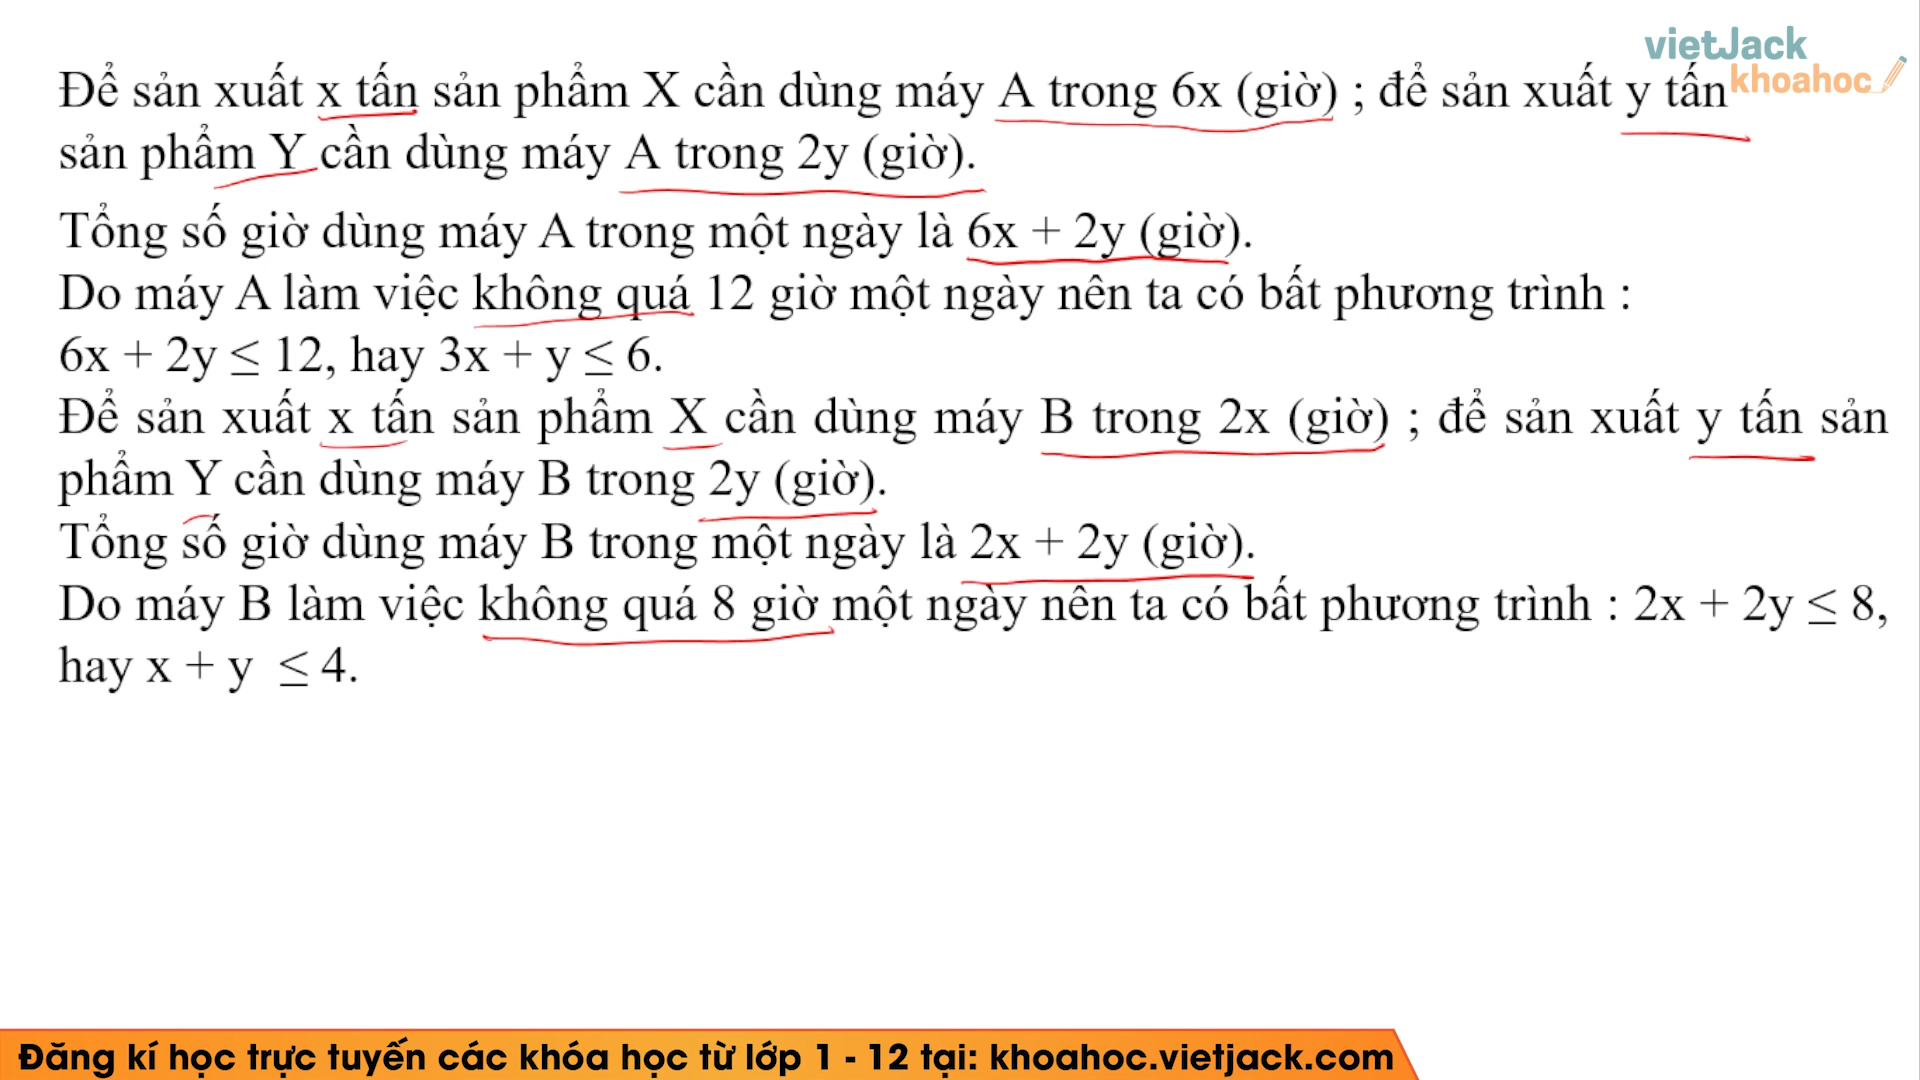 vietJack
khoahoc
Để sản xuất x tấn sản phẩm X cần dùng máy A trong 6x (giờ) ; để sản xuất y tấn
sản phẩm Y cần dùng máy A trong 2y (giờ).
Tổng số giờ dùng máy A trong một ngày là 6x + 2y (giờ).
Do máy A làm việc không quá 12 giờ một ngày nên ta có bất phương trình :
6x + 2y ≤ 12, hay 3x + y ≤ 6.
Để sản xuất x tấn sản phẩm X cần dùng máy B trong 2x (giờ) ; để sản xuất y tấn sản
phẩm Y cần dùng máy B trong 2y (giờ).
Tổng số giờ dùng máy B trong một ngày là 2x + 2y (giờ).
Do máy B làm việc không quá 8 giờ một ngày nên ta có bất phương trình : 2x + 2y ≤ 8,
hay x + y ≤ 4.
Đăng kí học trực tuyến các khóa học từ lớp 1 - 12 tại: khoahoc.vietjack.com